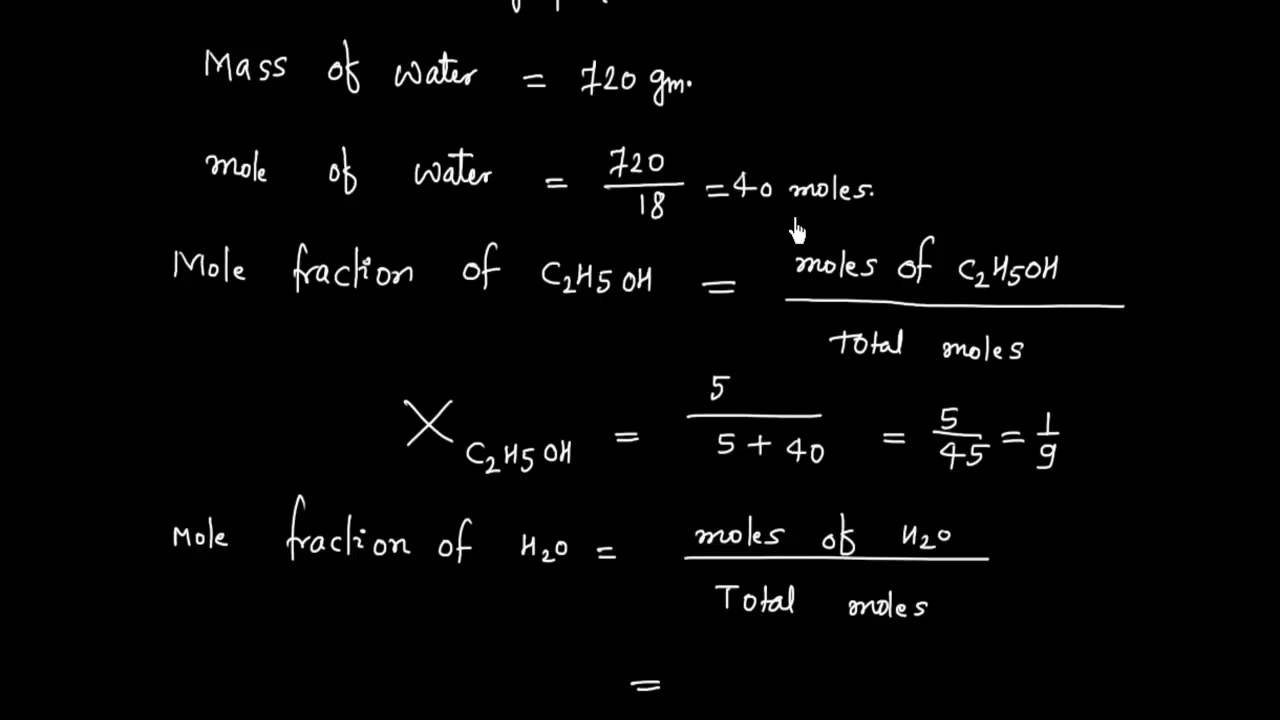 Mass of water = 720 gm.
mole of water = 720/18 = 40 moles.
Mole fraction of C2H5OH = moles of C2H5OH / Total moles
X C2H5OH = 5/(5 + 40) = 5/45 = 1/9
Mole fraction of H2O = moles of H2O / Total moles
=